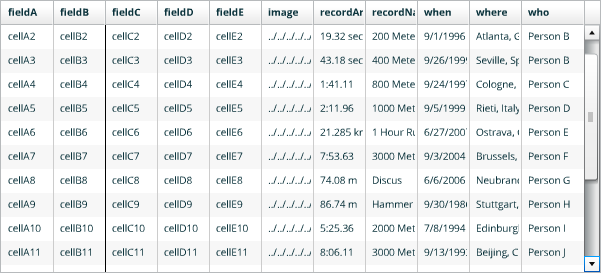 fieldA fieldB fieldC fieldD fieldE image recordAr recordNa when where who
cellA2 cellB2 cellC2 cellD2 cellE2 ../../../../../ 19.32 sec 200 Mete 9/1/1996 Atlanta, G Person B
cellA3 cellB3 cellC3 cellD3 cellE3 ../../../../../ 43.18 sec 400 Mete 9/26/199 Seville, Sp Person B
cellA4 cellB4 cellC4 cellD4 cellE4 ../../../../../ 1:41.11 800 Mete 9/24/199 Cologne, Person C
cellA5 cellB5 cellC5 cellD5 cellE5 ../../../../../ 2:11.96 1000 Met 9/5/1999 Rieti, Italy Person D
cellA6 cellB6 cellC6 cellD6 cellE6 ../../../../../ 21.285 kr 1 Hour Ru 6/27/200 Ostrava, Person E
cellA7 cellB7 cellC7 cellD7 cellE7 ../../../../../ 7:53.63 3000 Met 9/3/2004 Brussels, Person F
cellA8 cellB8 cellC8 cellD8 cellE8 ../../../../../ 74.08 m Discus 6/6/2006 Neubran Person G
cellA9 cellB9 cellC9 cellD9 cellE9 ../../../../../ 86.74 m Hammer 9/30/198 Stuttgart, Person H
cellA10 cellB10 cellC10 cellD10 cellE10 ../../../../../ 5:25.36 2000 Met 7/8/1994 Edinburgl Person I
cellA11 cellB11 cellC11 cellD11 cellE11 ../../../../../ 8:06.11 3000 Met 9/13/199 Beijing, C Person J